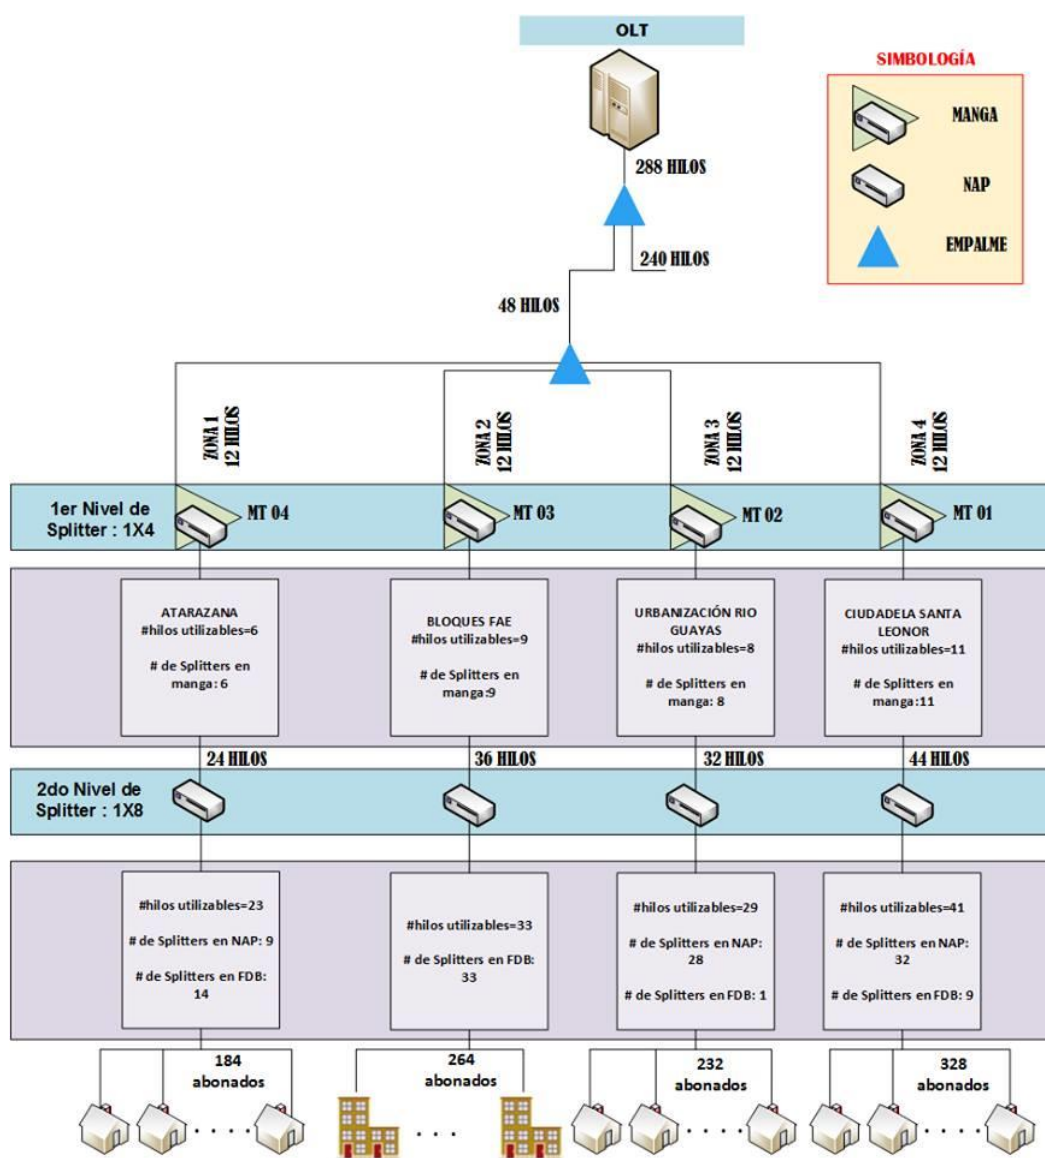 OLT
SIMBOLOGÍA
MANGA
NAP
EMPALME
288 HILOS
240 HILOS
48 HILOS
ZONA 1
12 HILOS
ZONA 2
12 HILOS
ZONA 3
12 HILOS
ZONA 4
12 HILOS
1er Nivel de
Splitter : 1X4
MT 04
MT 03
MT 02
MT 01
ATARAZANA
#hilos utilizables=6
# de Splitters en
manga: 6
BLOQUES FAE
#hilos utilizables=9
# de Splitters en
manga:9
URBANIZACIÓN RIO
GUAYAS
#hilos utilizables=8
# de Splitters en
manga: 8
CIUDADELA SANTA
LEONOR
#hilos utilizables=11
# de Splitters en
manga:11
24 HILOS
36 HILOS
32 HILOS
44 HILOS
2do Nivel de
Splitter : 1X8
#hilos utilizables=23
# de Splitters en NAP: 9
# de Splitters en FDB:
14
#hilos utilizables=33
# de Splitters en FDB:
33
#hilos utilizables=29
# de Splitters en NAP:
28
# de Splitters en FDB: 1
#hilos utilizables=41
# de Splitters en NAP:
32
# de Splitters en FDB: 9
184
abonados
264
abonados
232
abonados
328
abonados